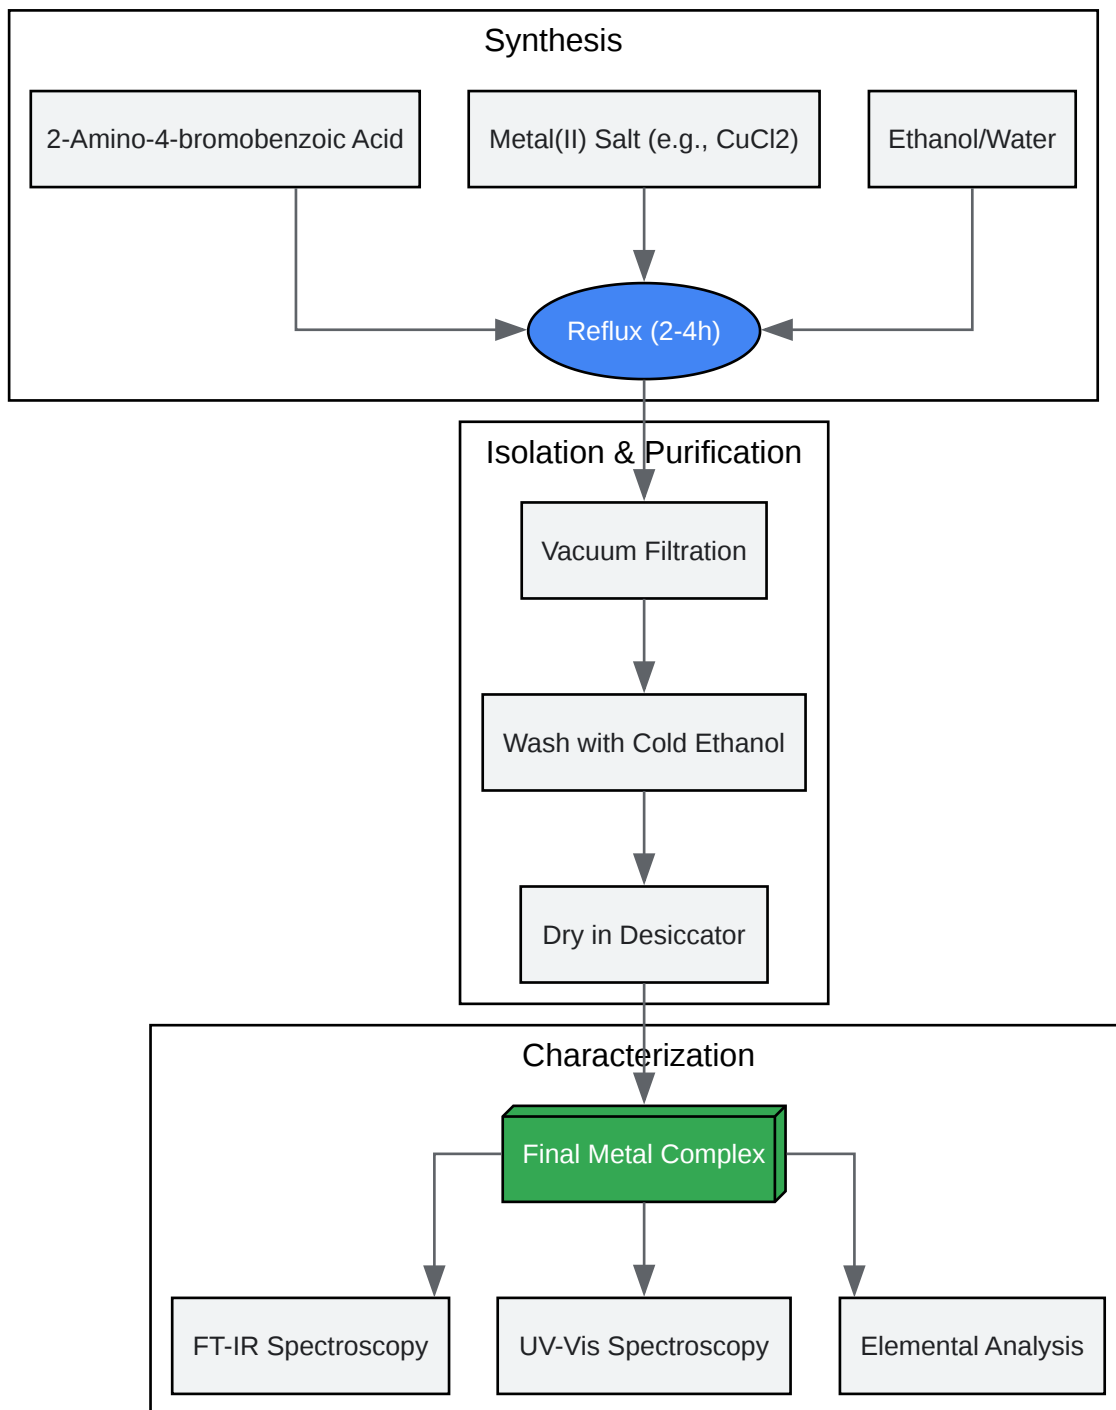 Synthesis
2-Amino-4-bromobenzoic Acid
Metal(II) Salt (e.g., CuCl2)
Ethanol/Water
Reflux (2-4h)
Isolation & Purification
Vacuum Filtration
Wash with Cold Ethanol
Dry in Desiccator
Characterization
Final Metal Complex
FT-IR Spectroscopy
UV-Vis Spectroscopy
Elemental Analysis